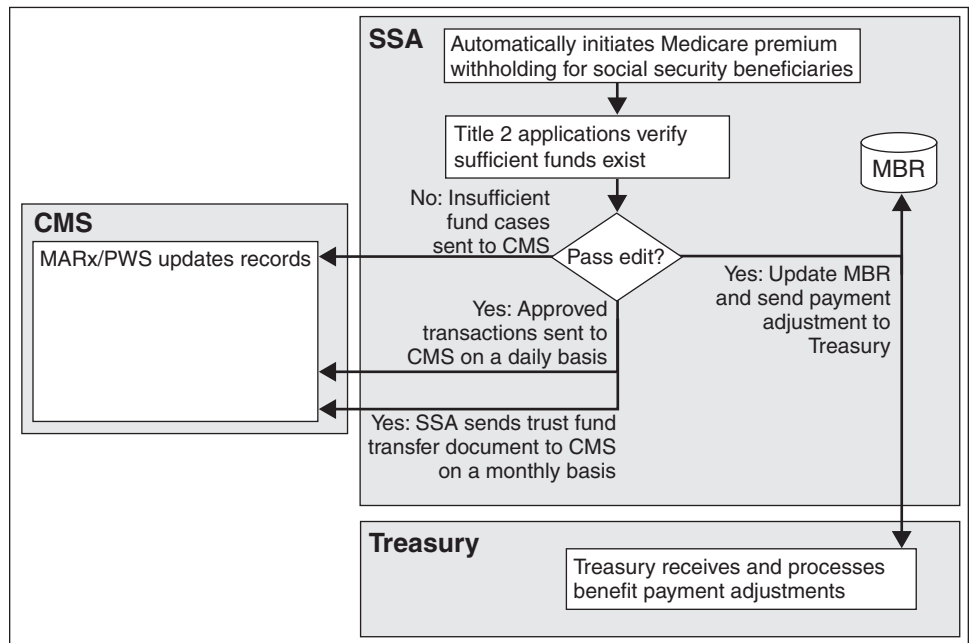 SSA
Automatically initiates Medicare premium
withholding for social security beneficiaries
Title 2 applications verify
sufficient funds exist
MBR
No: Insufficient
fund cases
sent to CMS
CMS
MARx/PWS updates records
Pass edit?
Yes: Update MBR
and send payment
adjustment to
Treasury
Yes: Approved
transactions sent to
CMS on a daily basis
Yes: SSA sends trust fund
transfer document to CMS
on a monthly basis
Treasury
Treasury receives and processes
benefit payment adjustments